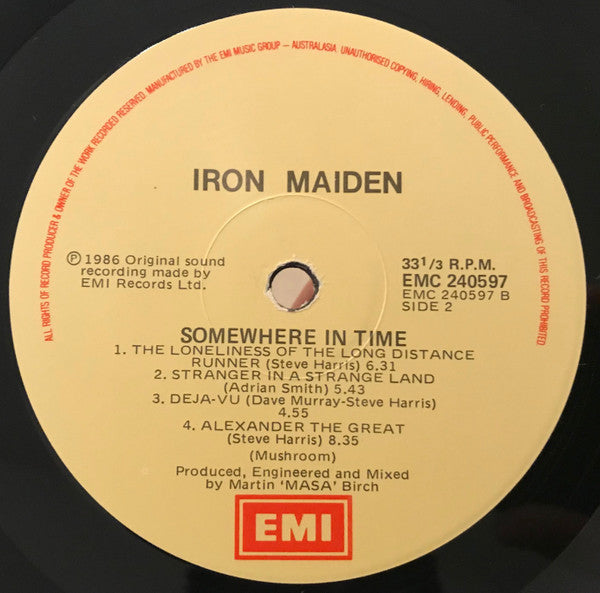 ALL RIGHTS OF RECORD PRODUCER & OWNER OF THE WORK RECORDED RESERVED. MANUFACTURED BY THE EMI MUSIC GROUP – AUSTRALASIA UNAUTHORISED COPYING, HIRING, LENDING, PUBLIC PERFORMANCE AND BROADCASTING OF THIS RECORD PROHIBITED
IRON MAIDEN
Ⓟ 1986 Original sound
recording made by
EMI Records Ltd.
33 1/3 R.P.M.
EMC 240597
EMC 240597 B
SIDE 2
SOMEWHERE IN TIME
1. THE LONELINESS OF THE LONG DISTANCE
RUNNER (Steve Harris) 6.31
2. STRANGER IN A STRANGE LAND
(Adrian Smith) 5.43
3. DEJA-VU (Dave Murray-Steve Harris)
4.55
4. ALEXANDER THE GREAT
(Steve Harris) 8.35
(Mushroom)
Produced, Engineered and Mixed
by Martin ‘MASA’ Birch
EMI